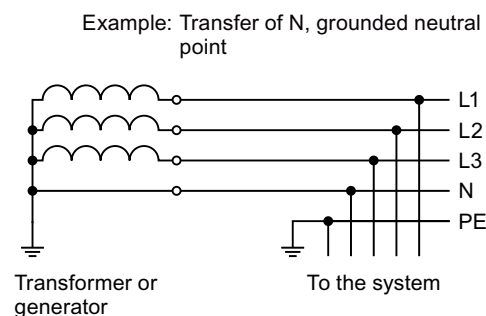 Example: Transfer of N, grounded neutral
point
L1
L2
L3
N
PE
Transformer or
generator
To the system